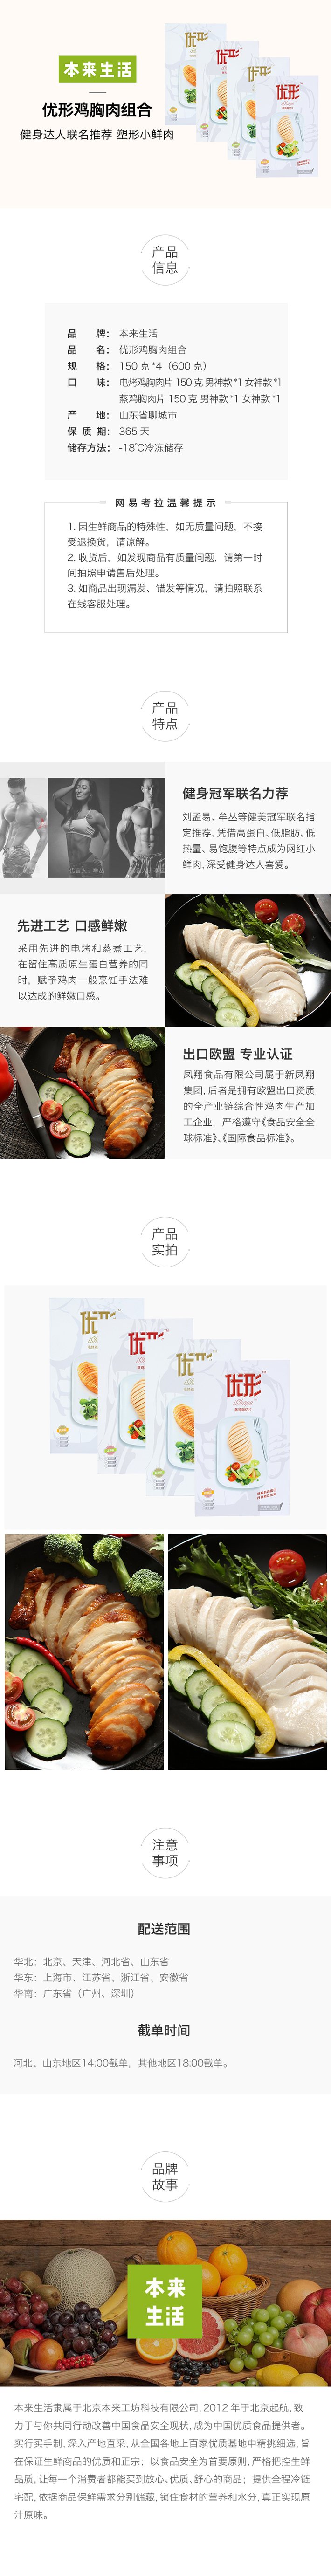 本来生活
优形鸡胸肉组合
健身达人联名推荐 塑形小鲜肉
优形
产品
信息
品 牌： 本来生活
品 名： 优形鸡胸肉组合
规 格： 150 克 *4（600 克）
口 味： 电烤鸡胸肉片 150 克 男神款 *1 女神款 *1
蒸鸡胸肉片 150 克 男神款 *1 女神款 *1
产 地： 山东省聊城市
保 质 期： 365 天
储存方法： -18℃冷冻储存
网易考拉温馨提示
1. 因生鲜商品的特殊性，如无质量问题，不接
受退换货，请谅解。
2. 收货后，如发现商品有质量问题，请第一时
间拍照申请售后处理。
3. 如商品出现漏发、错发等情况，请拍照联系
在线客服处理。
产品
特点
健身冠军联名力荐
刘孟易、牟丛等健美冠军联名指
定推荐，凭借高蛋白、低脂肪、低
热量、易饱腹等特点成为网红小
鲜肉，深受健身达人喜爱。
先进工艺 口感鲜嫩
采用先进的电烤和蒸煮工艺，
在留住高质原生蛋白营养的同
时，赋予鸡肉一般烹饪手法难
以达成的鲜嫩口感。
出口欧盟 专业认证
凤翔食品有限公司属于新凤翔
集团，后者是拥有欧盟出口资质
的全产业链综合性鸡肉生产加
工企业，严格遵守《食品安全全
球标准》、《国际食品标准》。
产品
实拍
优形
注意
事项
配送范围
华北：北京、天津、河北省、山东省
华东：上海市、江苏省、浙江省、安徽省
华南：广东省（广州、深圳）
截单时间
河北、山东地区14:00截单，其他地区18:00截单。
品牌
故事
本来
生活
本来生活隶属于北京本来工坊科技有限公司，2012 年于北京起航，致
力于与你共同行动改善中国食品安全现状，成为中国优质食品提供者。
实行买手制，深入产地直采，从全国各地上百家优质基地中精挑细选，旨
在保证生鲜商品的优质和正宗；以食品安全为首要原则，严格把控生鲜
品质，让每一个消费者都能买到放心、优质、舒心的商品；提供全程冷链
宅配，依据商品保鲜需求分别储藏，锁住食材的营养和水分，真正实现原
汁原味。